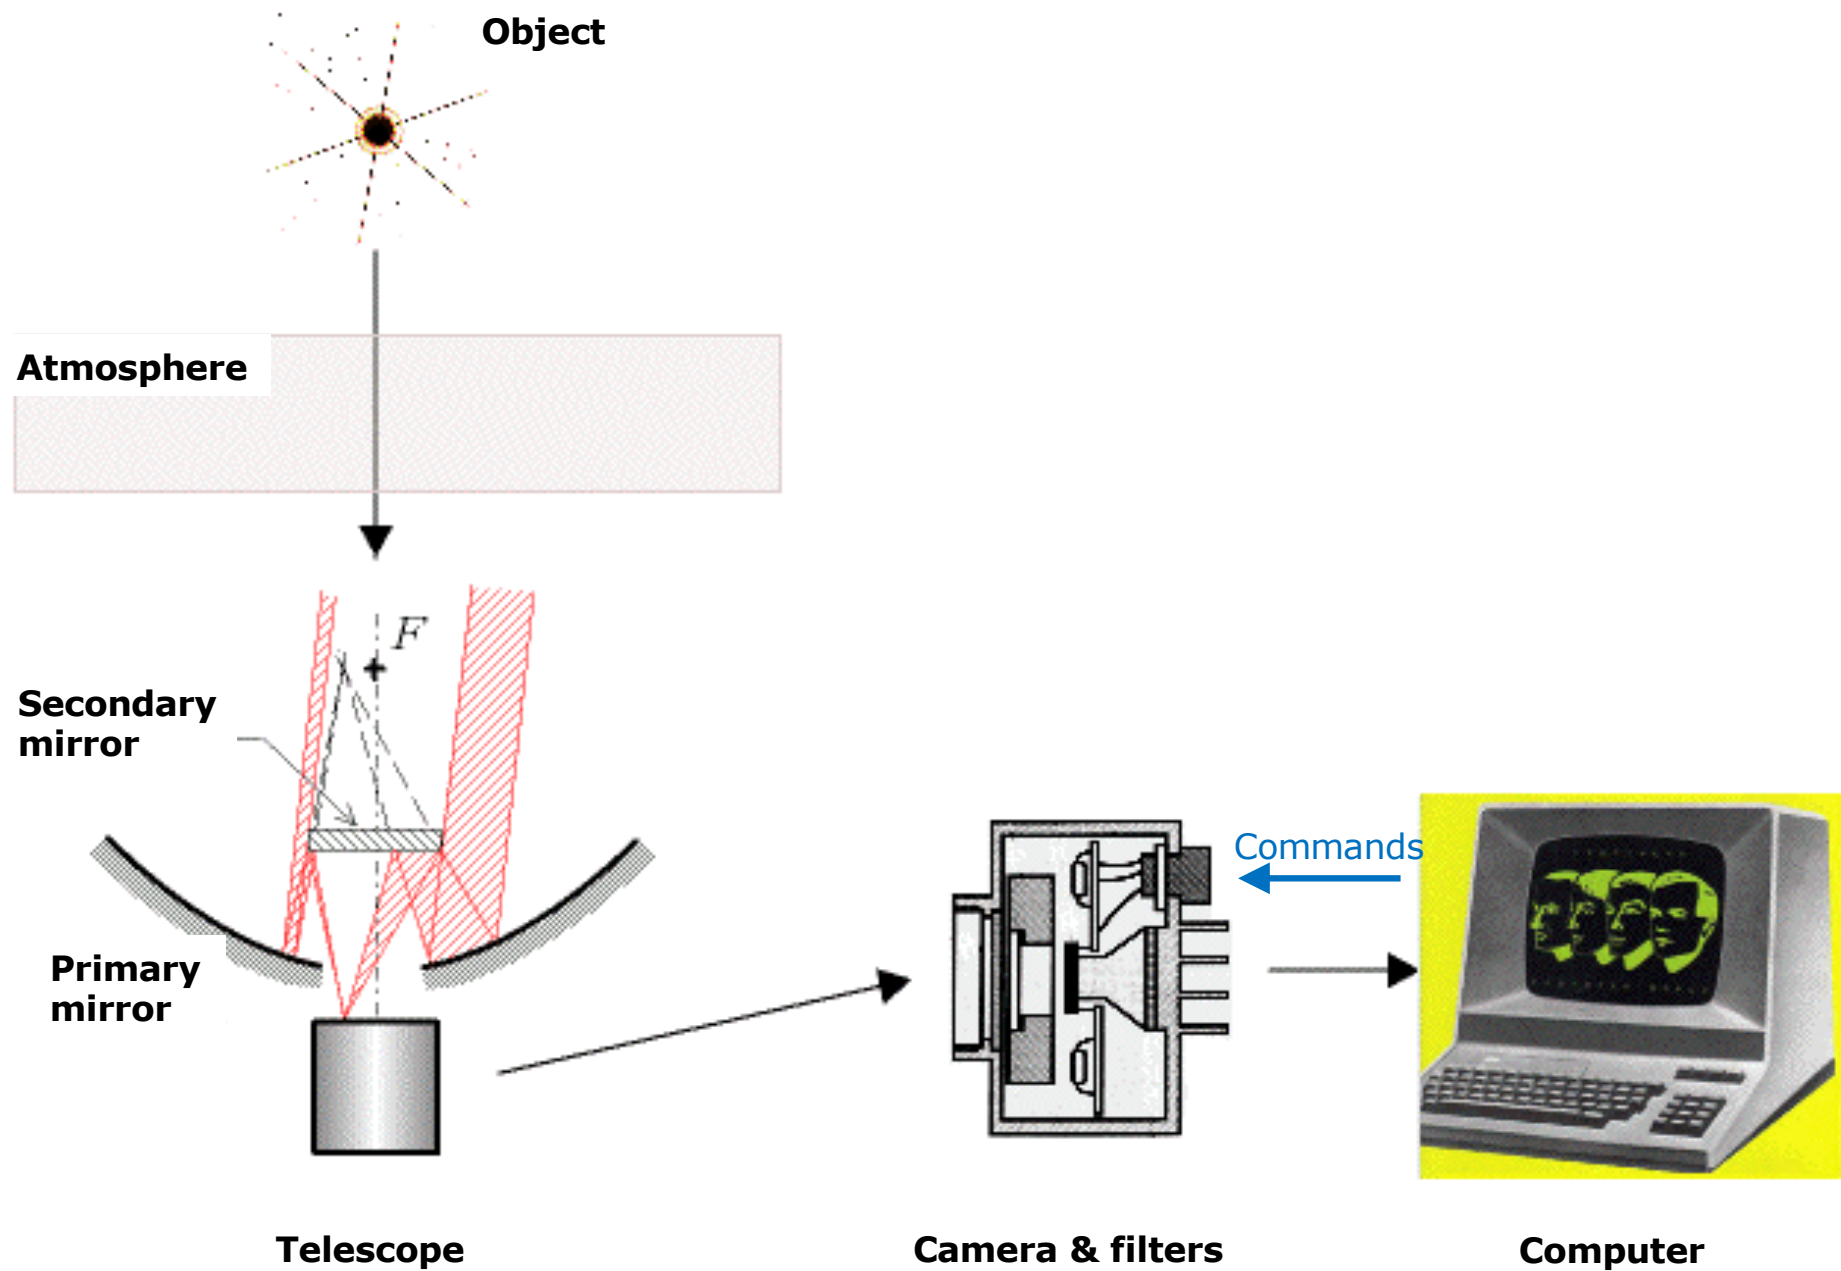 Object
Atmosphere
F
Secondary
mirror
Commands
Primary
mirror
Telescope
Camera & filters
Computer